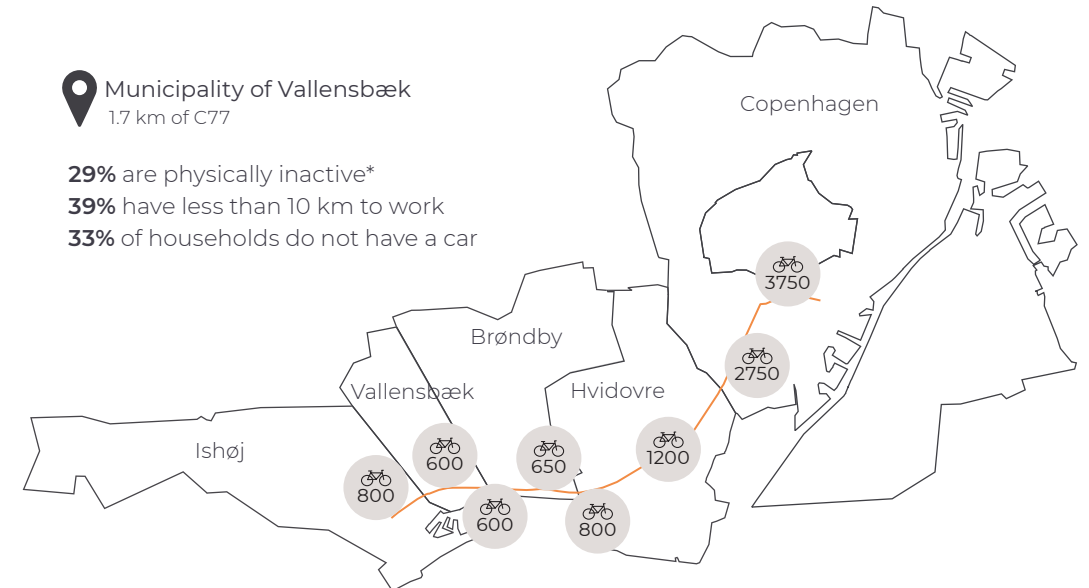 Municipality of Vallensbæk
1.7 km of C77
29% are physically inactive*
39% have less than 10 km to work
33% of households do not have a car
Copenhagen
3750
Brøndby
2750
Vallensbæk
Hvidovre
Ishøj
600
650
1200
800
600
800